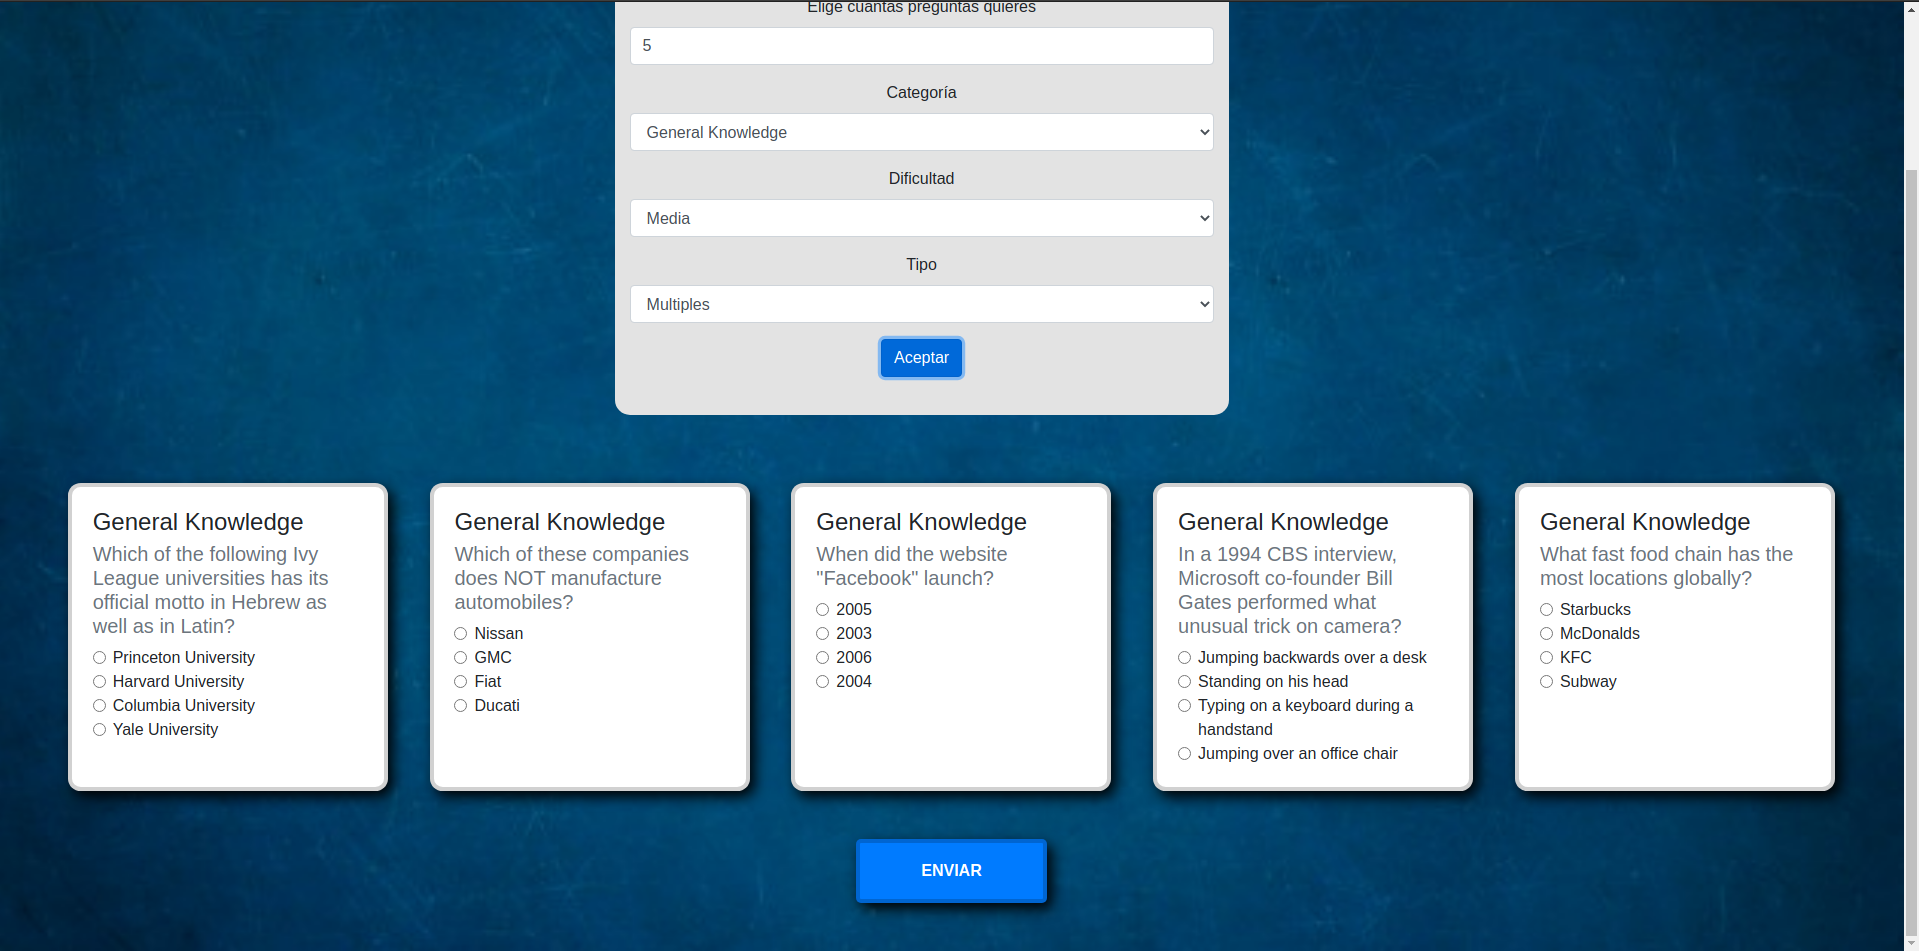 Elige cuantas preguntas quieres
5
Categoría
General Knowledge
Dificultad
Media
Tipo
Multiples
Aceptar
General Knowledge
Which of the following Ivy
League universities has its
official motto in Hebrew as
well as in Latin?
Princeton University
Harvard University
Columbia University
Yale University
General Knowledge
Which of these companies
does NOT manufacture
automobiles?
Nissan
GMC
Fiat
Ducati
General Knowledge
When did the website
"Facebook" launch?
2005
2003
2006
2004
General Knowledge
In a 1994 CBS interview,
Microsoft co-founder Bill
Gates performed what
unusual trick on camera?
Jumping backwards over a desk
Standing on his head
Typing on a keyboard during a
handstand
Jumping over an office chair
General Knowledge
What fast food chain has the
most locations globally?
Starbucks
McDonalds
KFC
Subway
ENVIAR